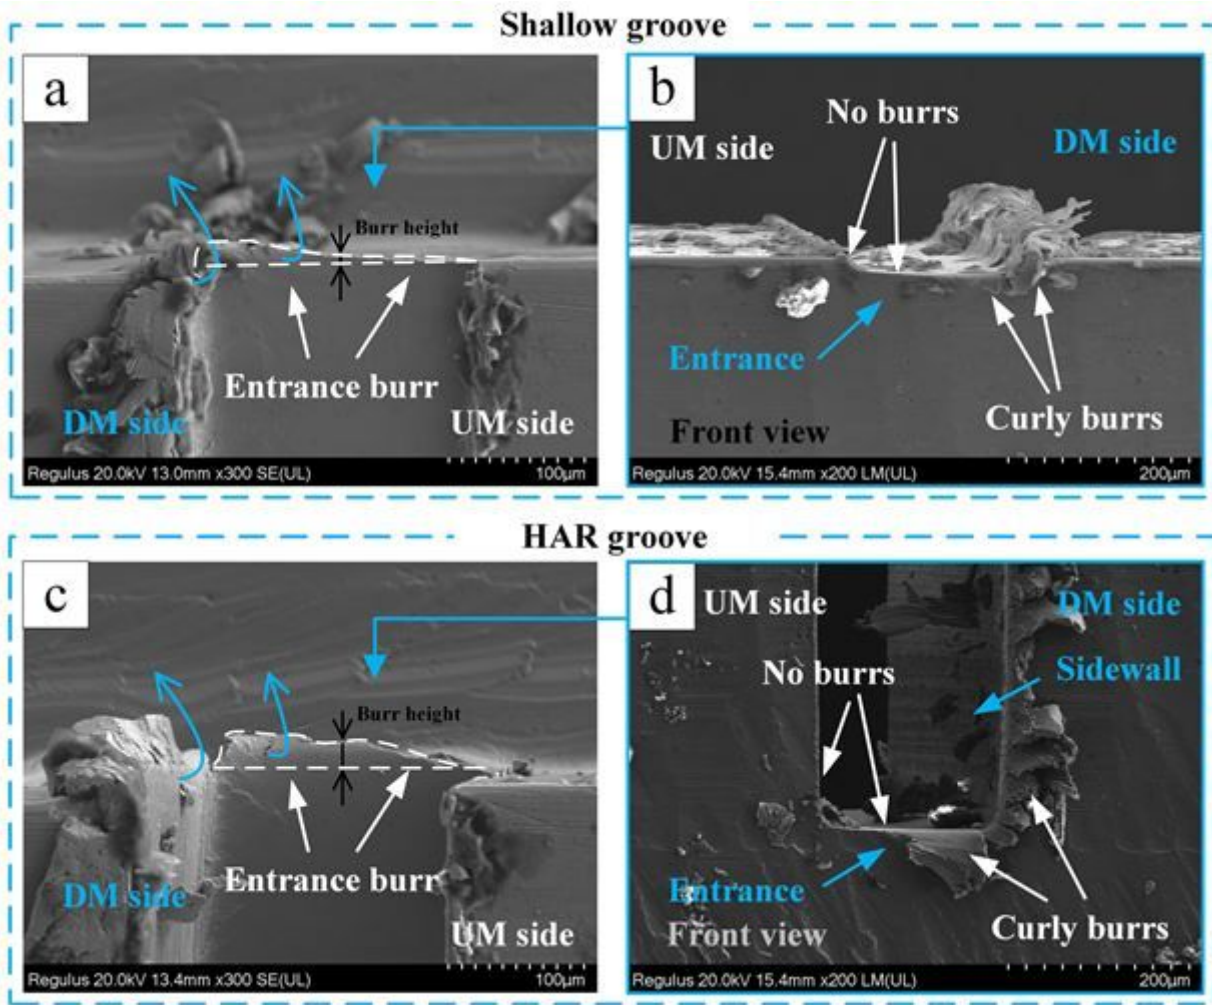 Shallow groove
a
Burr height
Entrance burr
DM side
UM side
Regulus 20.0kV 13.0mm x300 SE(UL)
100µm
b
No burrs
UM side
DM side
Entrance
Curly burrs
Front view
Regulus 20.0kV 15.4mm x200 LM(UL)
200µm
HAR groove
c
Burr height
Entrance burr
DM side
UM side
Regulus 20.0kV 13.4mm x300 SE(UL)
100µm
d
UM side
DM side
No burrs
Sidewall
Entrance
Curly burrs
Front view
Regulus 20.0kV 15.4mm x200 LM(UL)
200µm